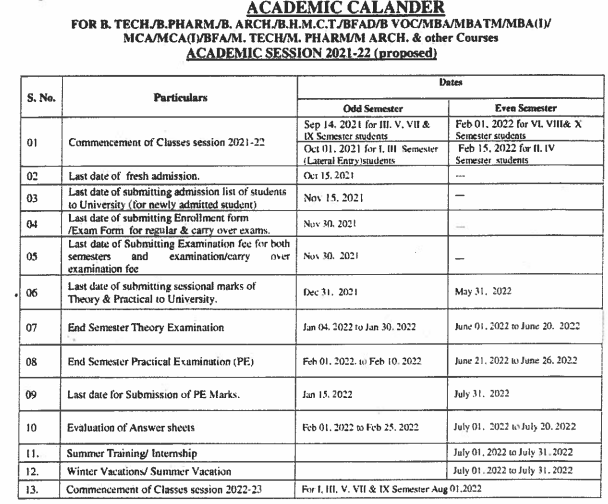 ACADEMIC CALANDER
FOR B. TECH./B.PHARM./B. ARCH./B.H.M.C.T./BFAD/B VOC/MBA/MBATM/MBA(I)/
MCA/MCA(I)/BFA/M. TECH/M. PHARM/M ARCH. & other Courses
ACADEMIC SESSION 2021-22 (proposed)
S. No.
Particulars
Dates
Odd Semester
Even Semester
01
Commencement of Classes session 2021-22
Sep 14. 2021 for III. V, VII &
IX Semester students
Oct 01. 2021 for I, III Semester
(Lateral Entry)students
Feb 01. 2022 for VI. VIII& X
Semester students
Feb 15, 2022 for II. IV
Semester students
02
Last date of fresh admission.
Oct 15. 2021
—
03
Last date of submitting admission list of students
to University (for newly admitted student)
Nov 15. 2021
—
04
Last date of submitting Enrollment form
/Exam Form for regular & carry over exams.
Nov 30. 2021
—
05
Last date of Submitting Examination fee for both
semesters and examination/carry over
examination fee
Nov 30. 2021
—
06
Last date of submitting sessional marks of
Theory & Practical to University.
Dec 31. 2021
May 31. 2022
07
End Semester Theory Examination
Jan 04. 2022 to Jan 30. 2022
June 01. 2022 to June 20. 2022
08
End Semester Practical Examination (PE)
Feb 01. 2022. to Feb 10. 2022
June 21. 2022 to June 26. 2022
09
Last date for Submission of PE Marks.
Jan 15. 2022
July 31. 2022
10
Evaluation of Answer sheets
Feb 01. 2022 to Feb 25. 2022
July 01. 2022 to July 20. 2022
11.
Summer Training/ Internship
July 01. 2022 to July 31. 2022
12.
Winter Vacations/ Summer Vacation
July 01. 2022 to July 31. 2022
13.
Commencement of Classes session 2022-23
For I, III. V. VII & IX Semester Aug 01.2022